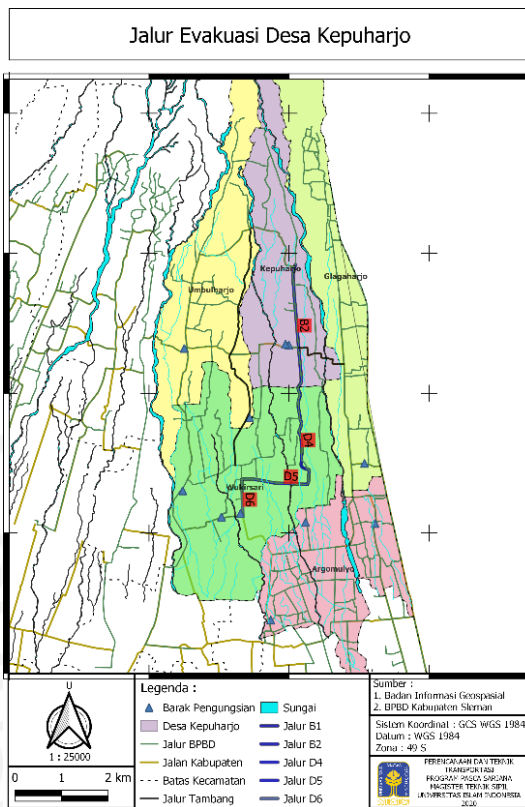 Jalur Evakuasi Desa Kepuharjo
Kepuharjo
Glagaharjo
Umbulharjo
B2
D4
D5
Wukirsari
D6
Argomulyo
U
1 : 25000
0 1 2 km
Legenda :
Barak Pengungsian
Desa Kepuharjo
Jalur BPBD
Jalan Kabupaten
Batas Kecamatan
Jalur Tambang
Sungai
Jalur B1
Jalur B2
Jalur D4
Jalur D5
Jalur D6
Sumber :
1. Badan Informasi Geospasial
2. BPBD Kabupaten Sleman
Sistem Koordinat : GCS WGS 1984
Datum : WGS 1984
Zona : 49 S
PERENCANAAN DAN TEKNIK
TRANSPORTASI
PROGRAM PASCA SARJANA
MAGISTER TEKNIK SIPIL
UNIVERSITAS ISLAM INDONESIA
2020